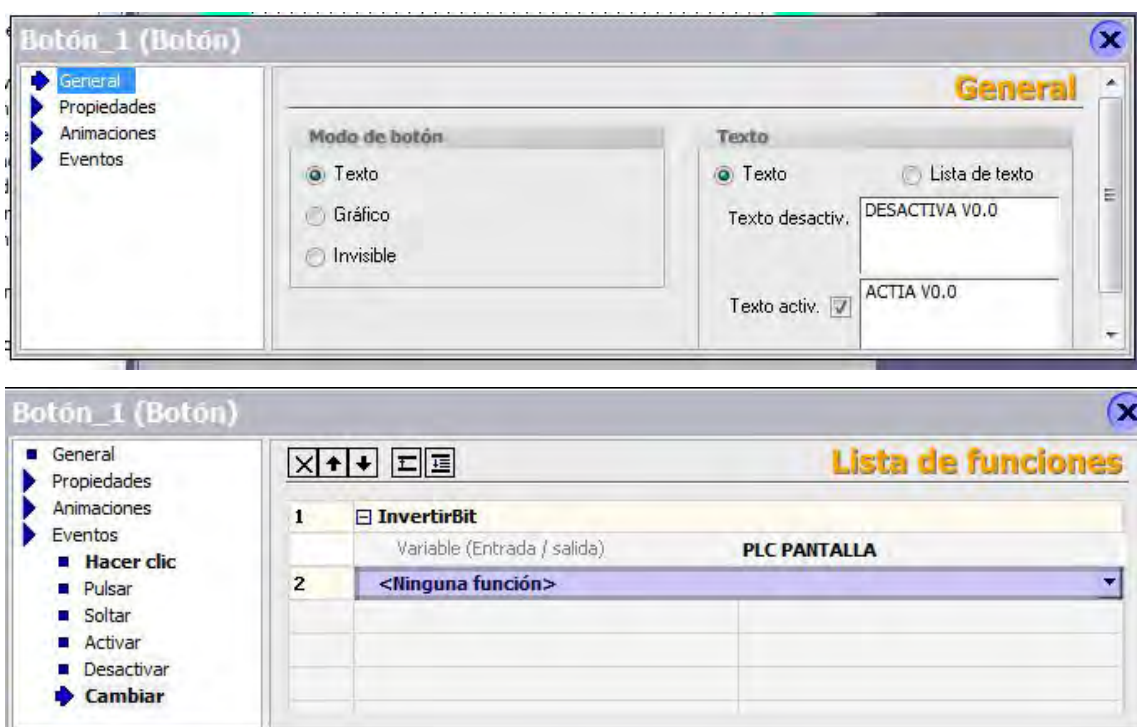 Botón_1 (Botón)
General
Propiedades
Animaciones
Eventos
General
Modo de botón
Texto
Gráfico
Invisible
Texto
Texto
Lista de texto
Texto desactiv.
DESACTIVA V0.0
Texto activ.
ACTIA V0.0
Botón_1 (Botón)
General
Propiedades
Animaciones
Eventos
Hacer clic
Pulsar
Soltar
Activar
Desactivar
Cambiar
Lista de funciones
1 InvertirBit
Variable (Entrada / salida) PLC PANTALLA
2 <Ninguna función>